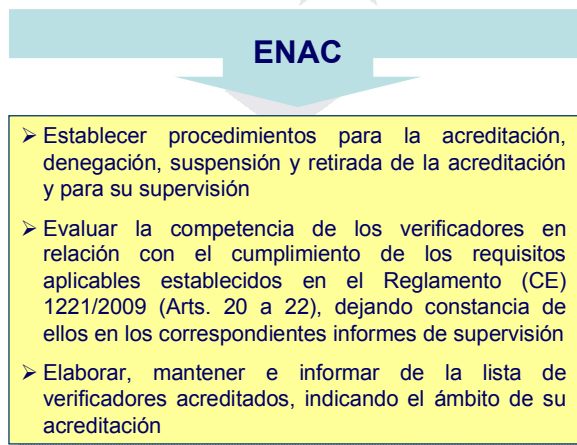 ENAC
➢ Establecer procedimientos para la acreditación,
denegación, suspensión y retirada de la acreditación
y para su supervisión
➢ Evaluar la competencia de los verificadores en
relación con el cumplimiento de los requisitos
aplicables establecidos en el Reglamento (CE)
1221/2009 (Arts. 20 a 22), dejando constancia de
ellos en los correspondientes informes de supervisión
➢ Elaborar, mantener e informar de la lista de
verificadores acreditados, indicando el ámbito de su
acreditación